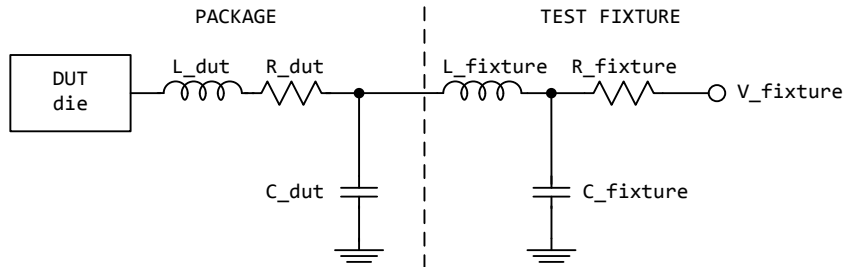 PACKAGE
TEST FIXTURE
DUT
die
L_dut
R_dut
L_fixture
R_fixture
V_fixture
C_dut
C_fixture